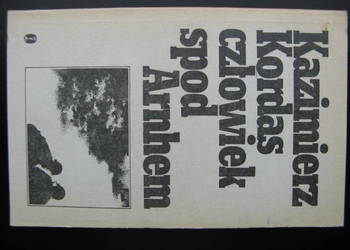 Kazimierz
Kordas
człowiek
spod
Arnhem